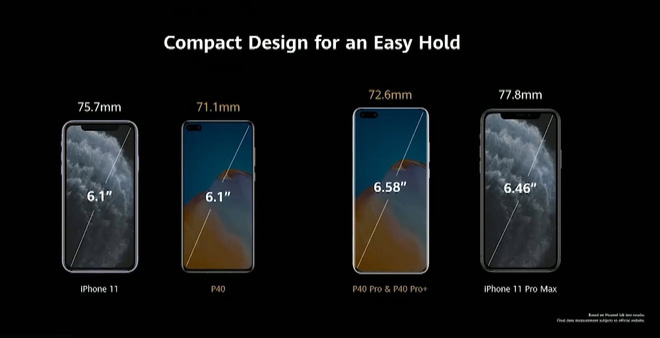 Compact Design for an Easy Hold
75.7mm
71.1mm
72.6mm
77.8mm
6.1"
6.1"
6.58"
6.46"
iPhone 11
P40
P40 Pro & P40 Pro+
iPhone 11 Pro Max
Based on Huawei lab test results.
Final data measurement subjects to official website.